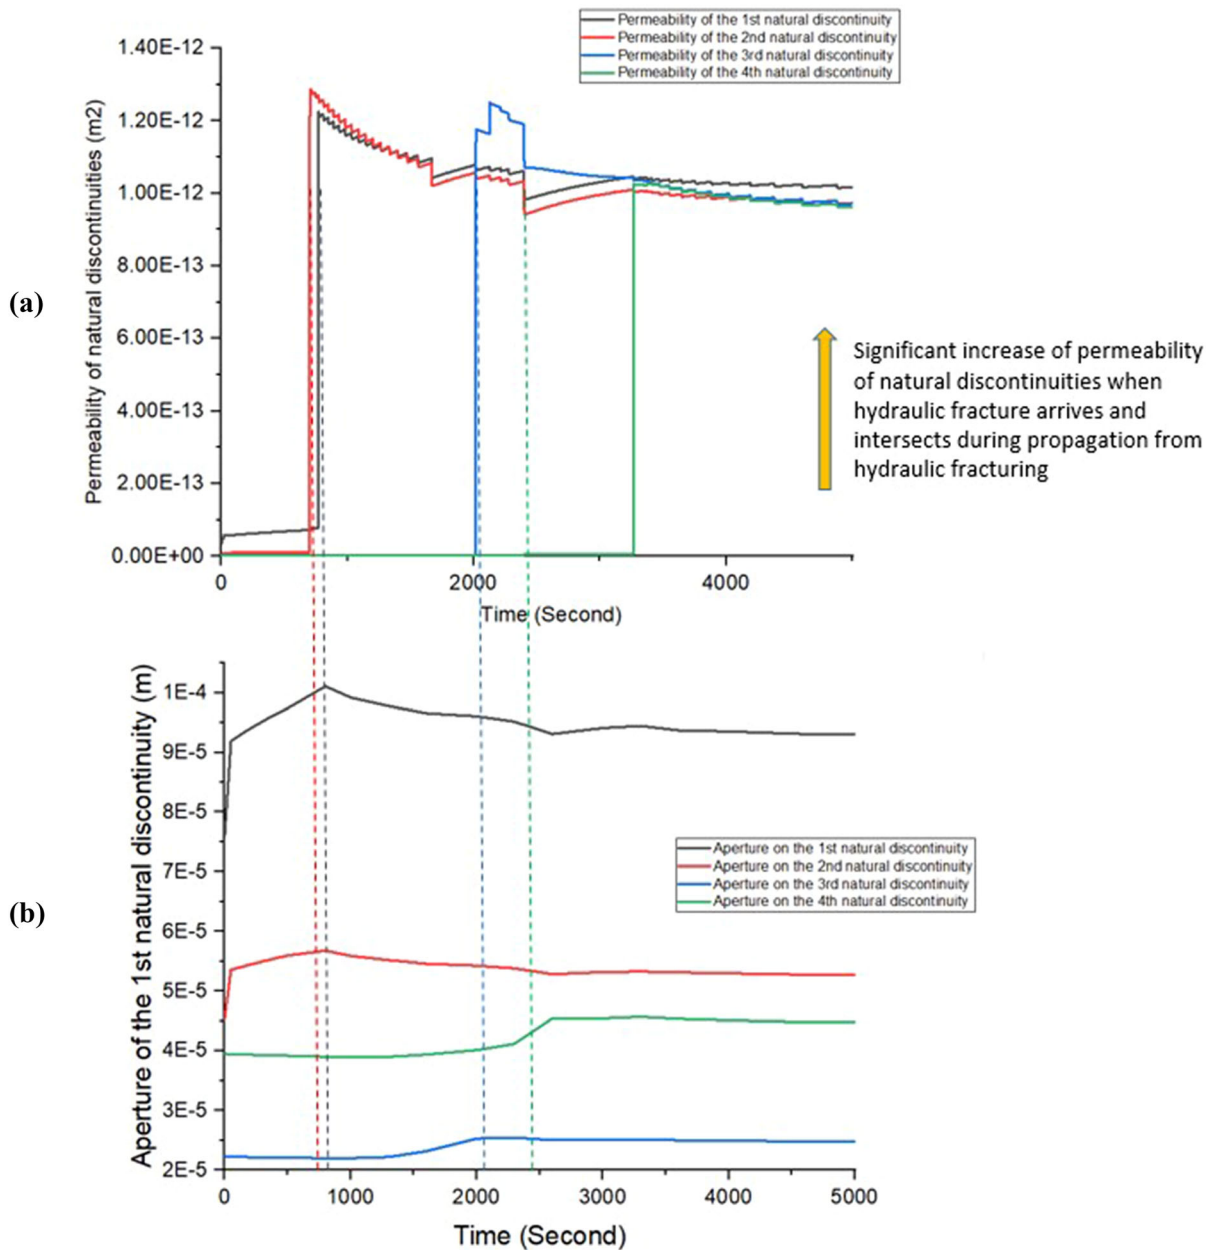 Permeability of the 1st natural discontinuity
Permeability of the 2nd natural discontinuity
Permeability of the 3rd natural discontinuity
Permeability of the 4th natural discontinuity
(a)
Permeability of natural discontinuities (m2)
1.40E-12
1.20E-12
1.00E-12
8.00E-13
6.00E-13
4.00E-13
2.00E-13
0.00E+00
0
2000
4000
Time (Second)
Significant increase of permeability
of natural discontinuities when
hydraulic fracture arrives and
intersects during propagation from
hydraulic fracturing
(b)
Aperture of the 1st natural discontinuity (m)
1E-4
9E-5
8E-5
7E-5
6E-5
5E-5
4E-5
3E-5
2E-5
Aperture on the 1st natural discontinuity
Aperture on the 2nd natural discontinuity
Aperture on the 3rd natural discontinuity
Aperture on the 4th natural discontinuity
0
1000
2000
3000
4000
5000
Time (Second)